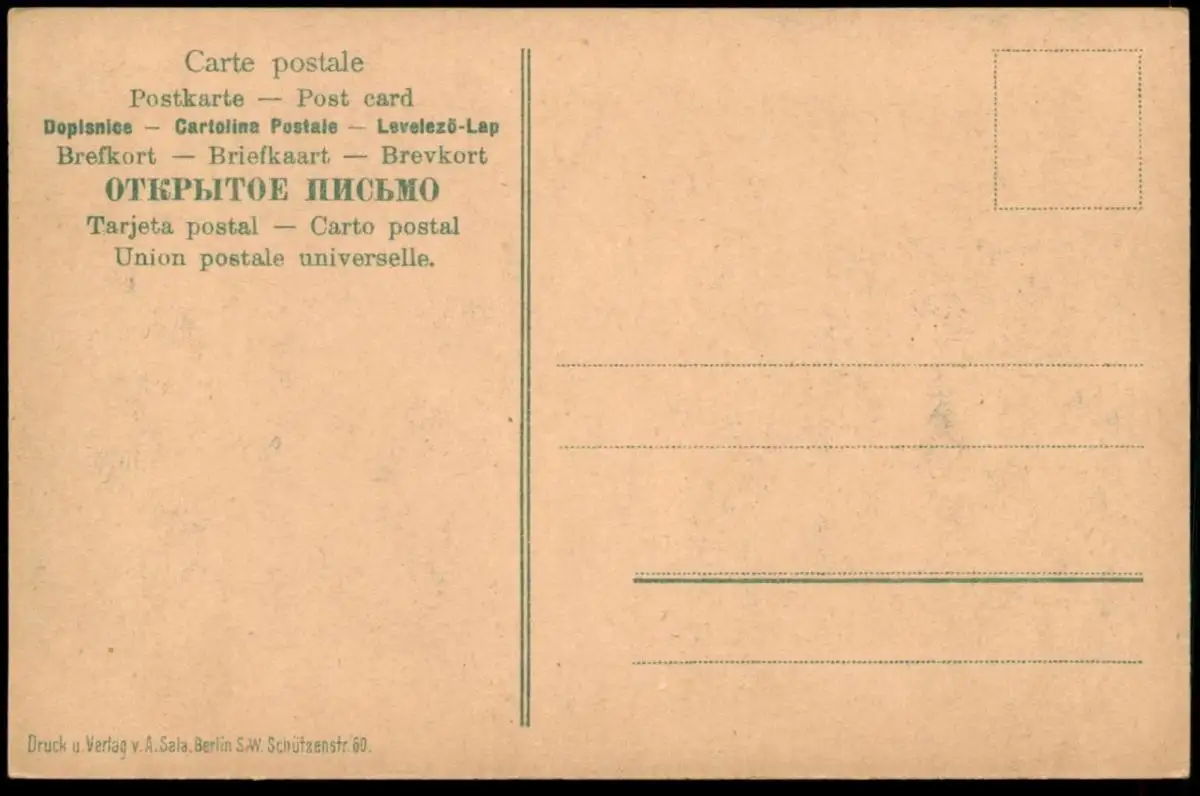 Carte postale
Postkarte — Post card
Dopisnice — Cartolina Postale — Levelező-Lap
Brefkort — Briefkaart — Brevkort
ОТКРЫТОЕ ПИСЬМО
Tarjeta postal — Carto postal
Union postale universelle.
Druck u. Verlag v. A. Sala, Berlin S.W. Schützenstr. 60.